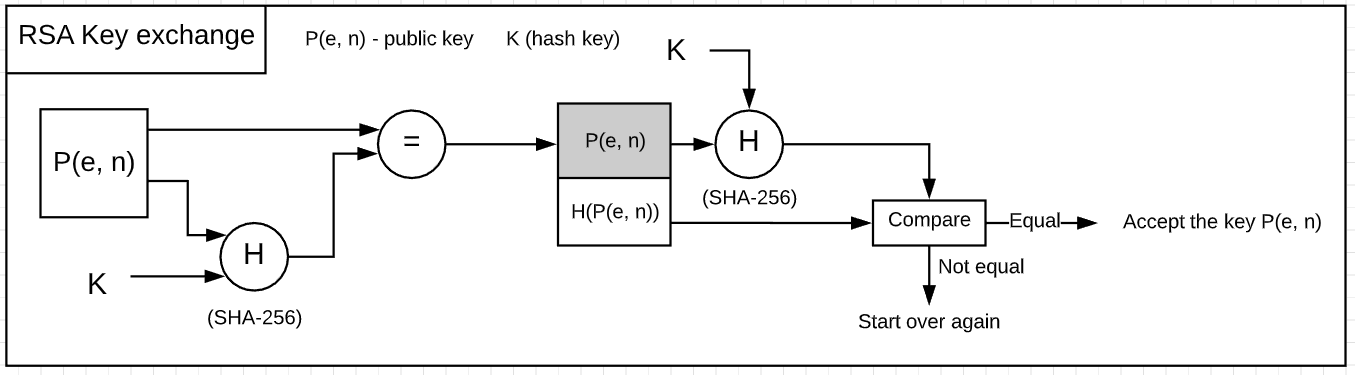 RSA Key exchange
P(e, n) - public key
K (hash key)
K
P(e, n)
=
P(e, n)
H
(SHA-256)
H(P(e, n))
Compare
Equal
Accept the key P(e, n)
H
K
(SHA-256)
Not equal
Start over again